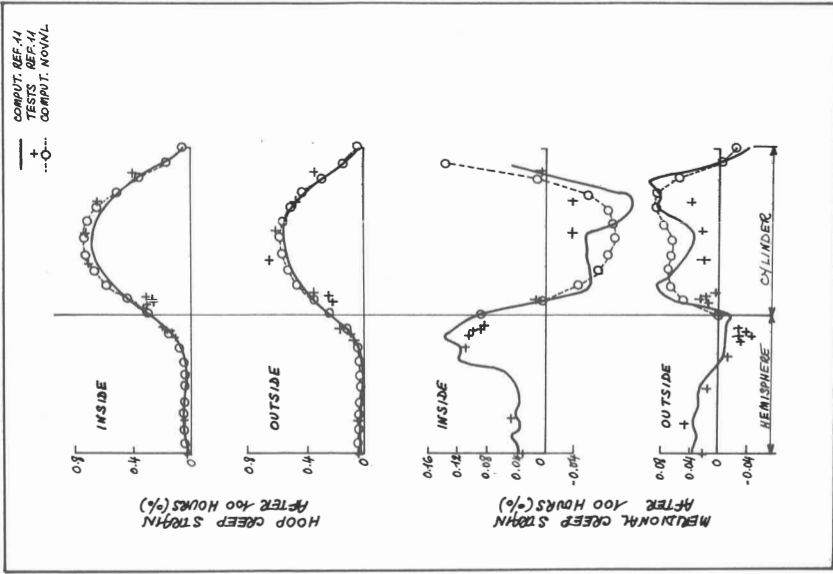 COMPUT. REF. 11
TESTS REF. 11
COMPUT. NOVNL
0.8
0.4
0
INSIDE
0.8
0.4
0
OUTSIDE
HOOP CREEP STRAIN
AFTER 100 HOURS (%)
0.16
0.12
0.08
0.04
0
-0.04
INSIDE
0.08
0.04
0
-0.04
OUTSIDE
MERIDIONAL CREEP STRAIN
AFTER 100 HOURS (%)
HEMISPHERE
CYLINDER